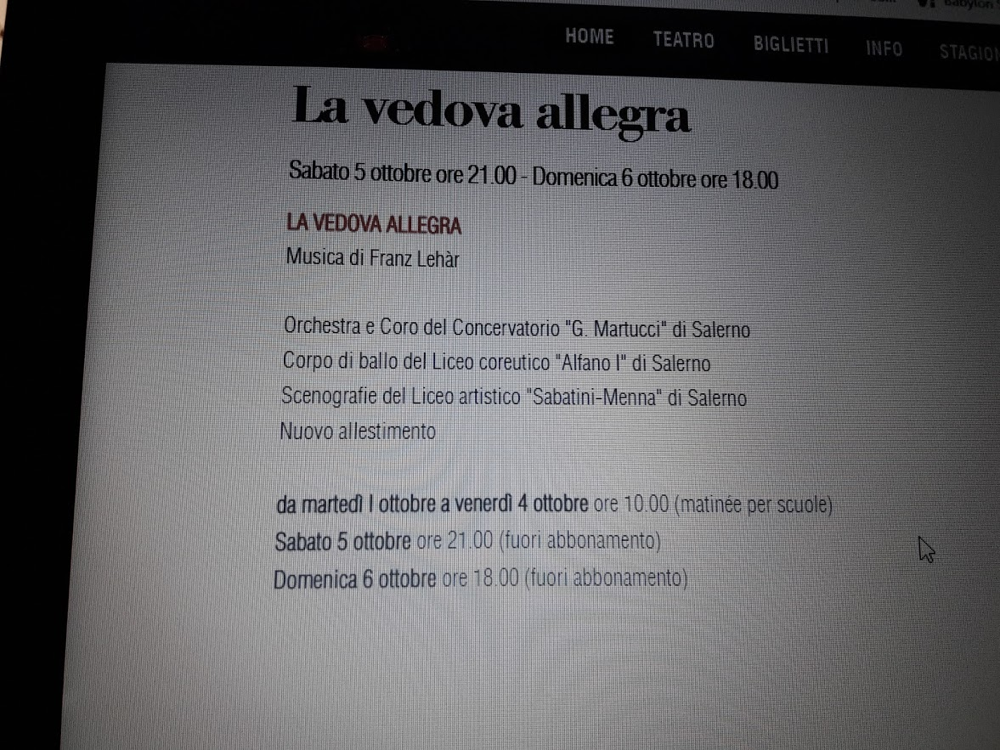 Babylon
HOME TEATRO BIGLIETTI INFO STAGION
La vedova allegra
Sabato 5 ottobre ore 21.00 - Domenica 6 ottobre ore 18.00
LA VEDOVA ALLEGRA
Musica di Franz Lehàr
Orchestra e Coro del Concervatorio "G. Martucci" di Salerno
Corpo di ballo del Liceo coreutico "Alfano I" di Salerno
Scenografie del Liceo artistico "Sabatini-Menna" di Salerno
Nuovo allestimento
da martedì I ottobre a venerdì 4 ottobre ore 10.00 (matinée per scuole)
Sabato 5 ottobre ore 21.00 (fuori abbonamento)
Domenica 6 ottobre ore 18.00 (fuori abbonamento)